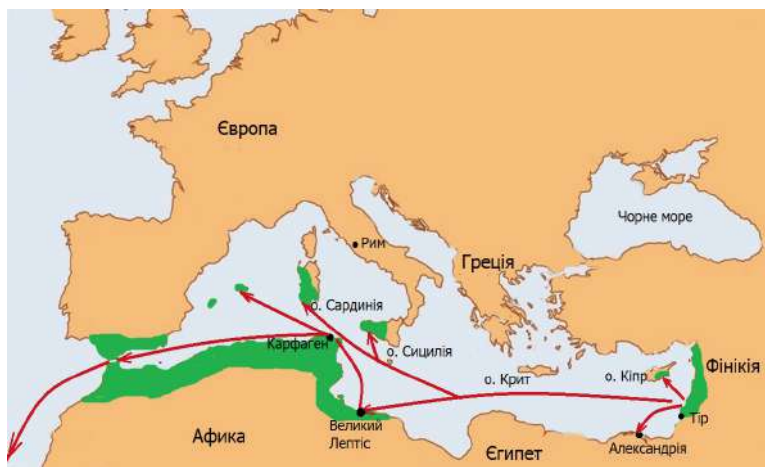 Європа
Чорне море
Рим
Греція
о. Сардинія
Карфаген
о. Сицилія
Фінікія
о. Крит
о. Кіпр
Тір
Великий
Лептіс
Афика
Александрія
Єгипет